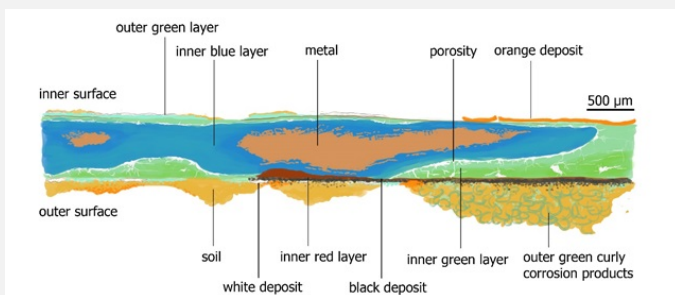 outer green layer
inner blue layer
metal
porosity
orange deposit
inner surface
500 µm
outer surface
soil
inner red layer
inner green layer
outer green curly
corrosion products
white deposit
black deposit